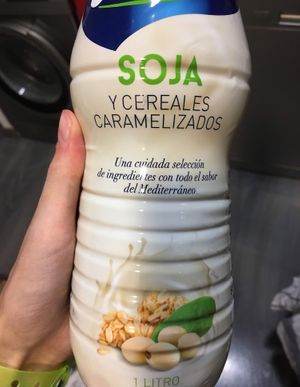 SOJA
Y CEREALES
CARAMELIZADOS
Una cuidada selección
de ingredientes con todo el sabor
del Mediterráneo
1 LITRO